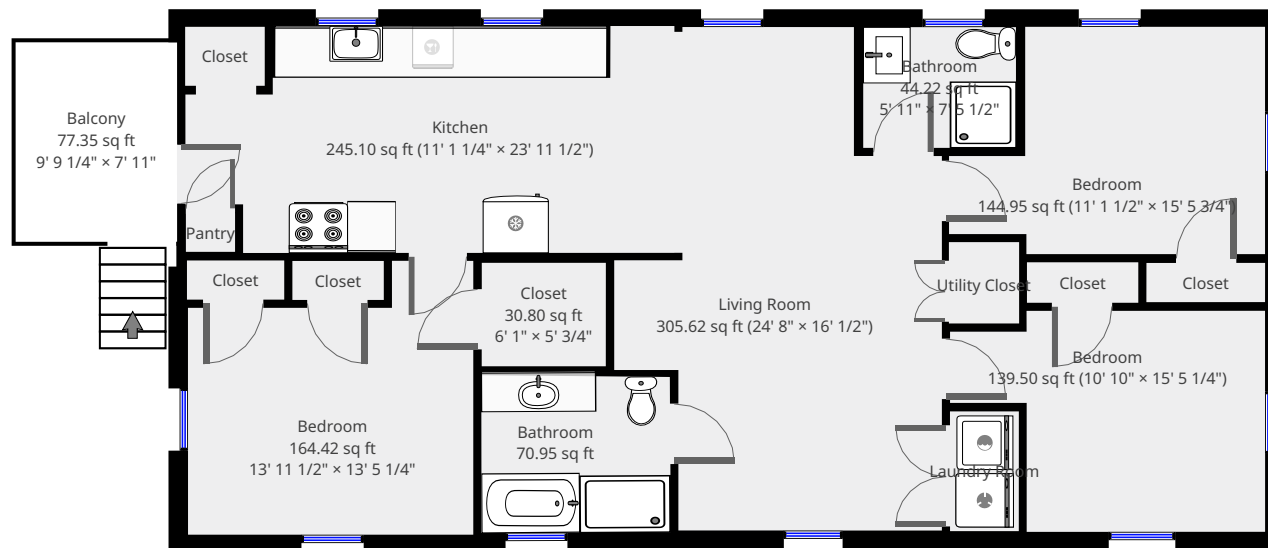 Closet
Balcony
77.35 sq ft
9' 9 1/4" × 7' 11"
Kitchen
245.10 sq ft (11' 1 1/4" × 23' 11 1/2")
Bathroom
44.22 sq ft
5' 11" × 7' 5 1/2"
Bedroom
144.95 sq ft (11' 1 1/2" × 15' 5 3/4")
Pantry
Closet
Closet
Closet
30.80 sq ft
6' 1" × 5' 3/4"
Living Room
305.62 sq ft (24' 8" × 16' 1/2")
Utility Closet
Closet
Closet
Bedroom
139.50 sq ft (10' 10" × 15' 5 1/4")
Bedroom
164.42 sq ft
13' 11 1/2" × 13' 5 1/4"
Bathroom
70.95 sq ft
Laundry Room